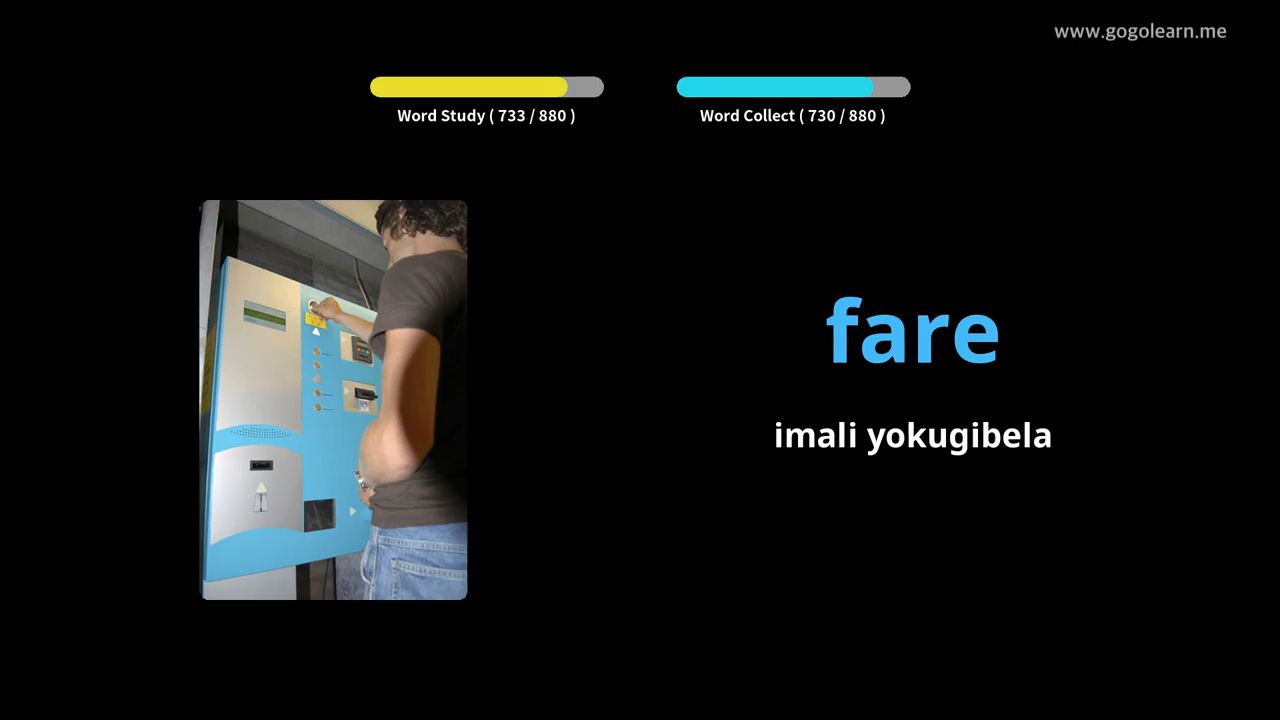 www.gogolearn.me
Word Study ( 733 / 880 )
Word Collect ( 730 / 880 )
fare
imali yokugibela